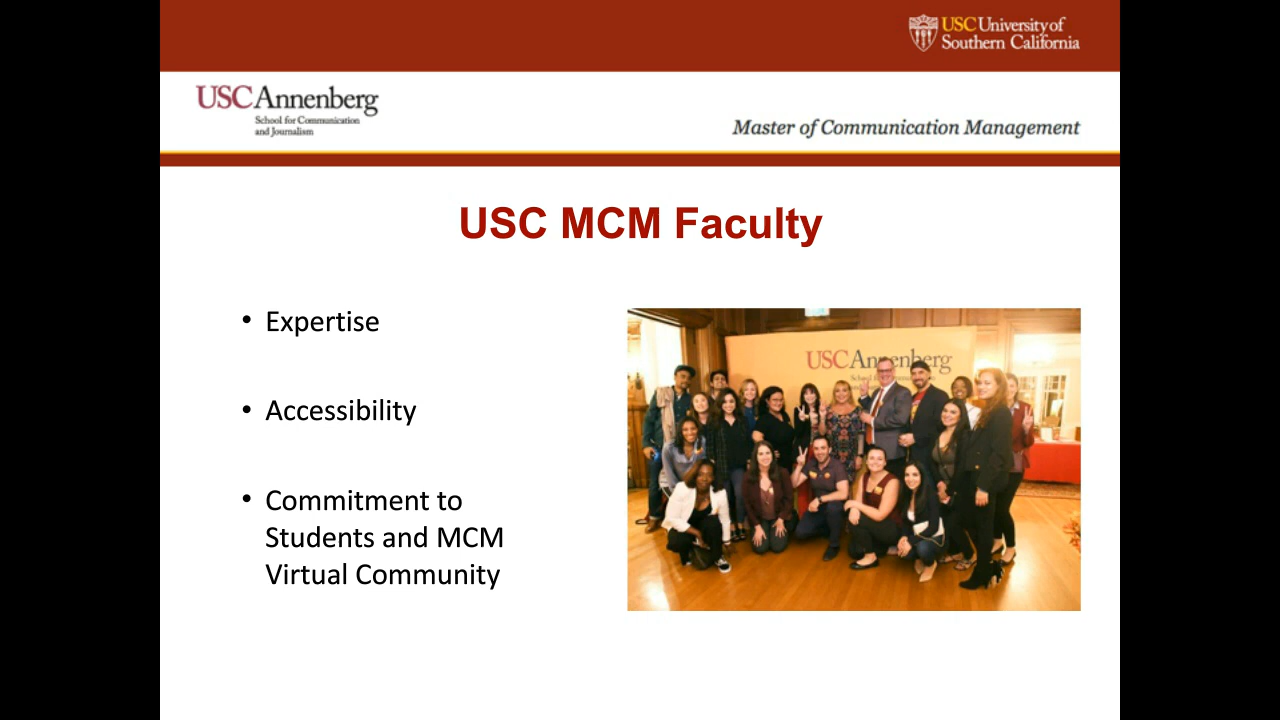 USC University of
Southern California
USC Annenberg
School for Communication
and Journalism
Master of Communication Management
USC MCM Faculty
• Expertise
• Accessibility
• Commitment to
Students and MCM
Virtual Community
USC Annenberg